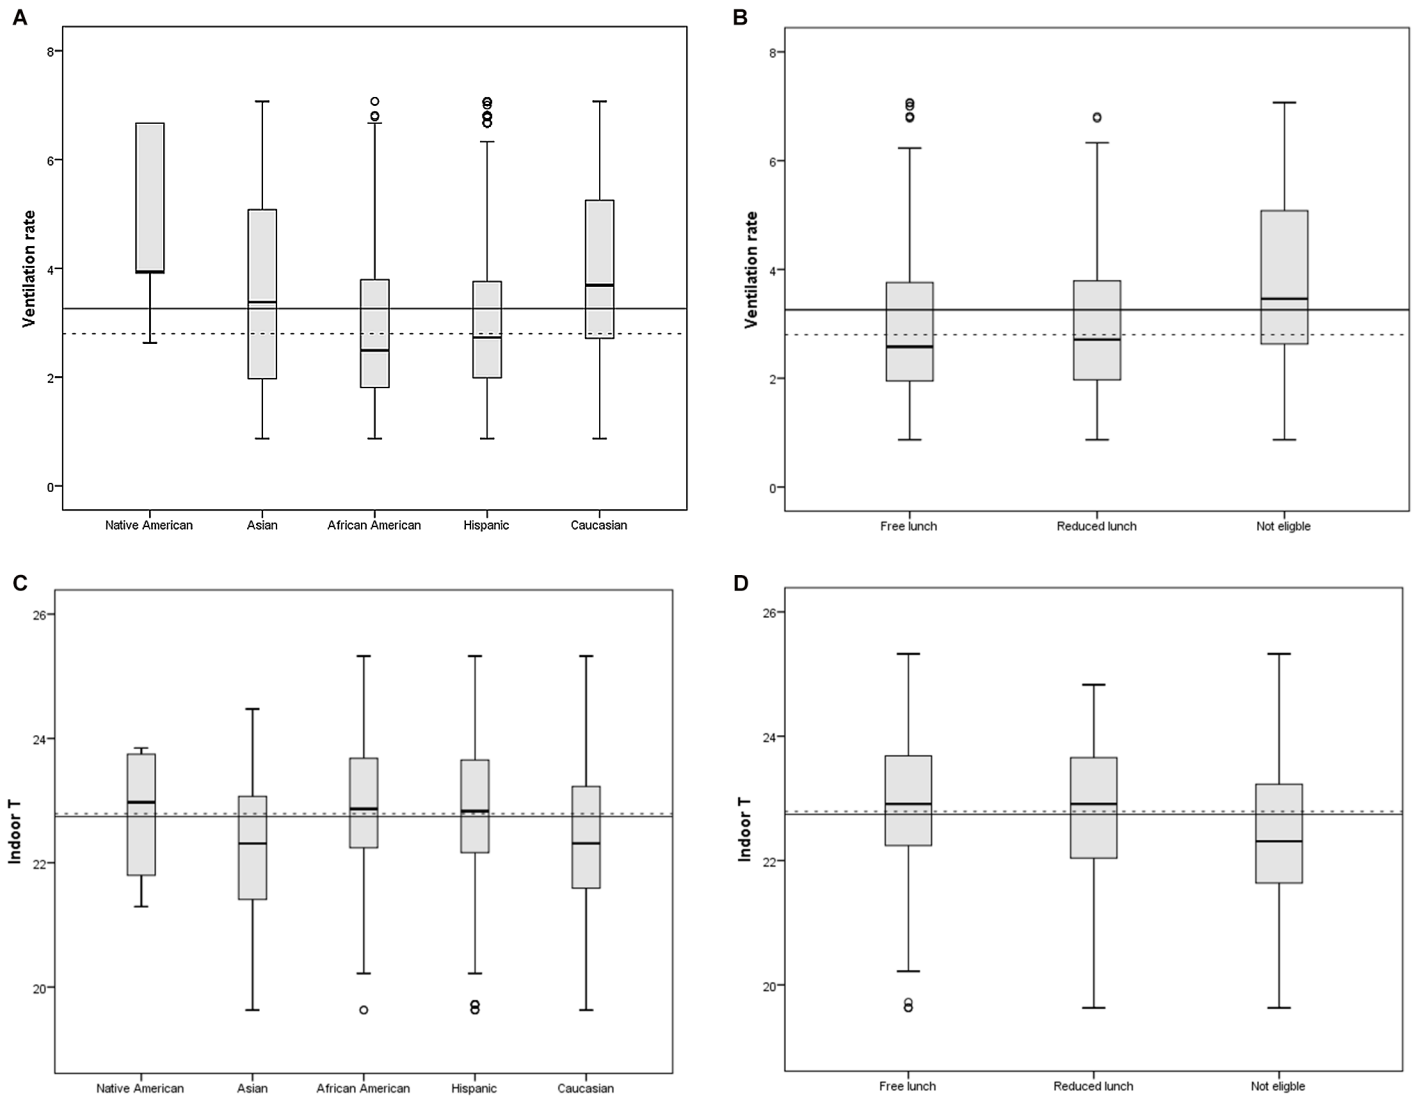 A
Ventilation rate
8
6
4
2
0
Native American Asian African American Hispanic Caucasian
B
Ventilation rate
8
6
4
2
0
Free lunch Reduced lunch Not eligble
C
Indoor T
26
24
22
20
Native American Asian African American Hispanic Caucasian
D
Indoor T
26
24
22
20
Free lunch Reduced lunch Not eligble